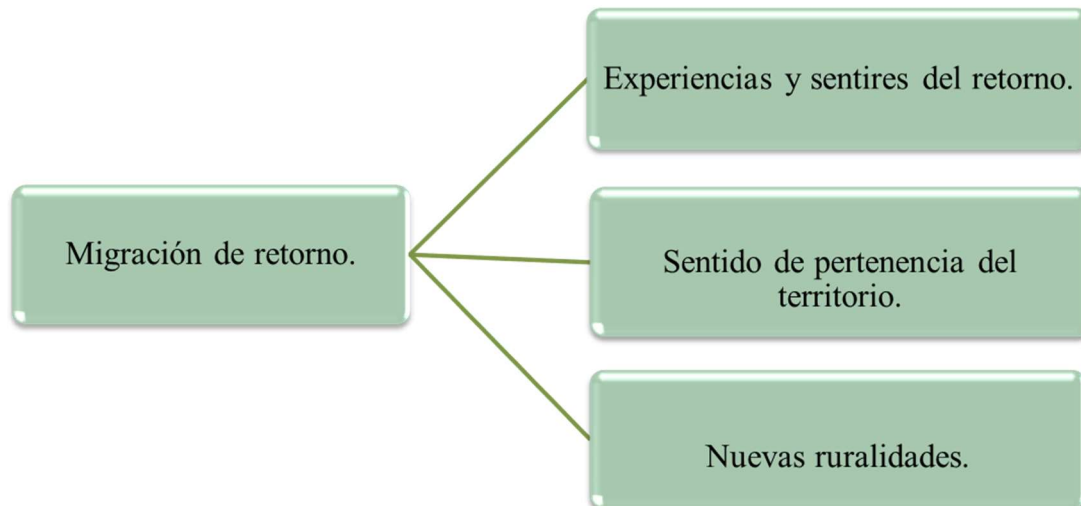 Experiencias y sentires del retorno.
Migración de retorno.
Sentido de pertenencia del
territorio.
Nuevas ruralidades.